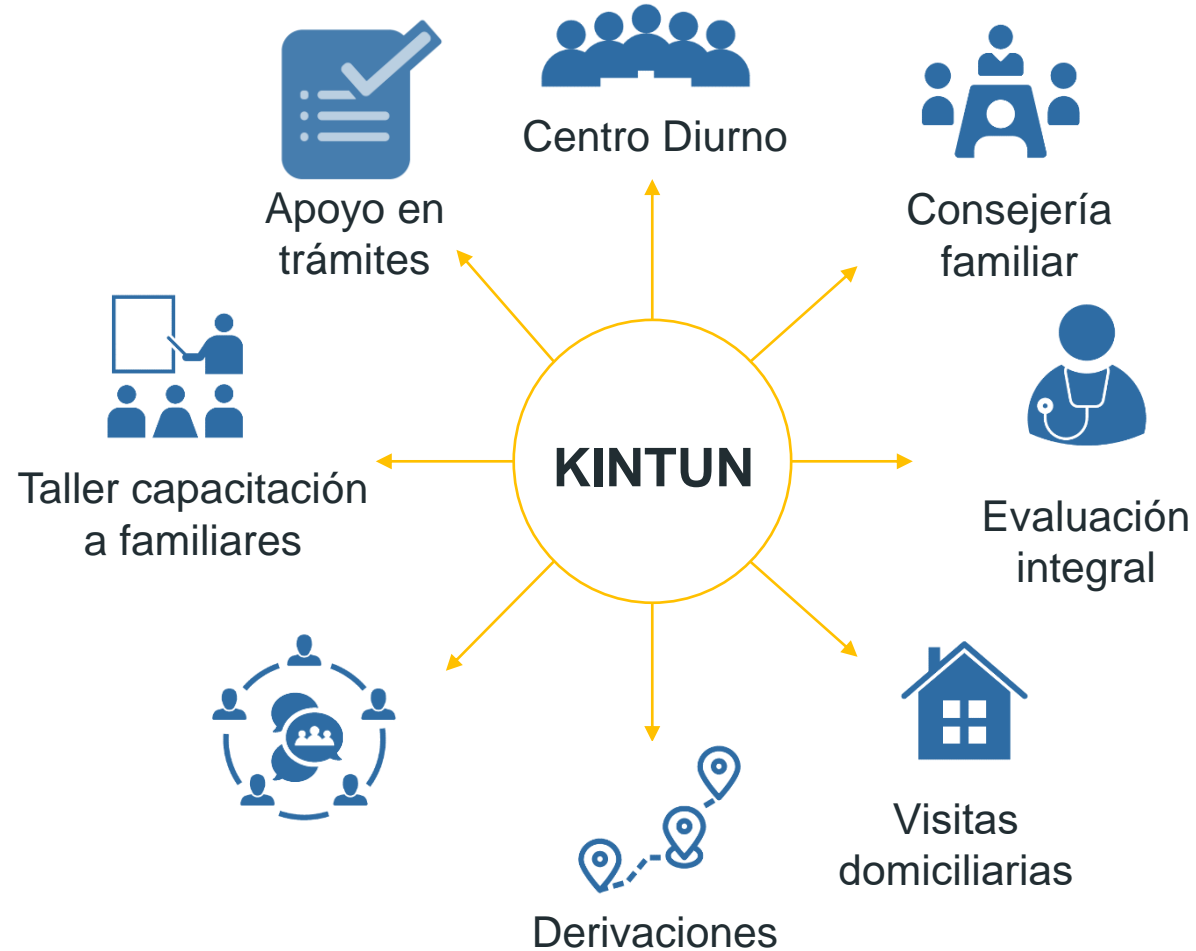 Centro Diurno
Apoyo en
trámites
Consejería
familiar
KINTUN
Taller capacitación
a familiares
Evaluación
integral
Visitas
domiciliarias
Derivaciones